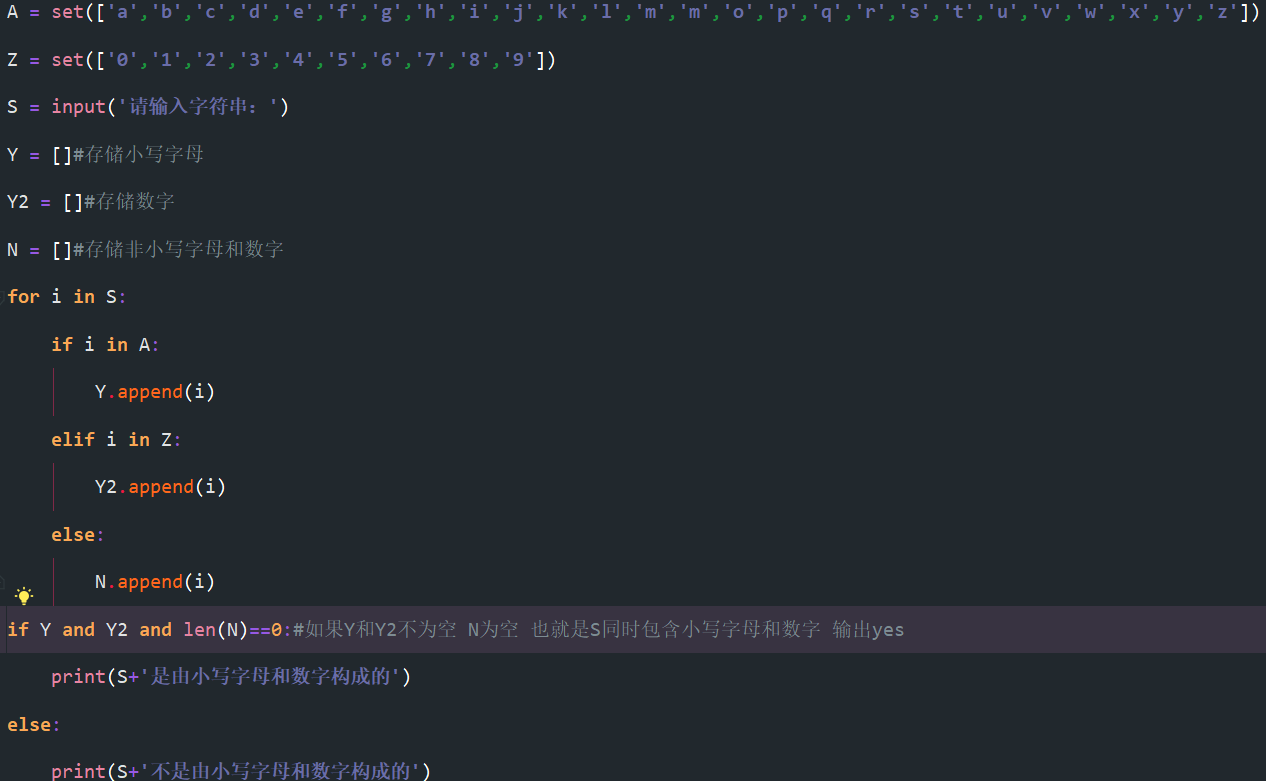 A = set(['a','b','c','d','e','f','g','h','i','j','k','l','m','m','o','p','q','r','s','t','u','v','w','x','y','z'])
Z = set(['0','1','2','3','4','5','6','7','8','9'])
S = input('请输入字符串：')
Y = []#存储小写字母
Y2 = []#存储数字
N = []#存储非小写字母和数字
for i in S:
    if i in A:
        Y.append(i)
    elif i in Z:
        Y2.append(i)
    else:
        N.append(i)
if Y and Y2 and len(N)==0:#如果Y和Y2不为空 N为空 也就是S同时包含小写字母和数字 输出yes
    print(S+'是由小写字母和数字构成的')
else:
    print(S+'不是由小写字母和数字构成的')